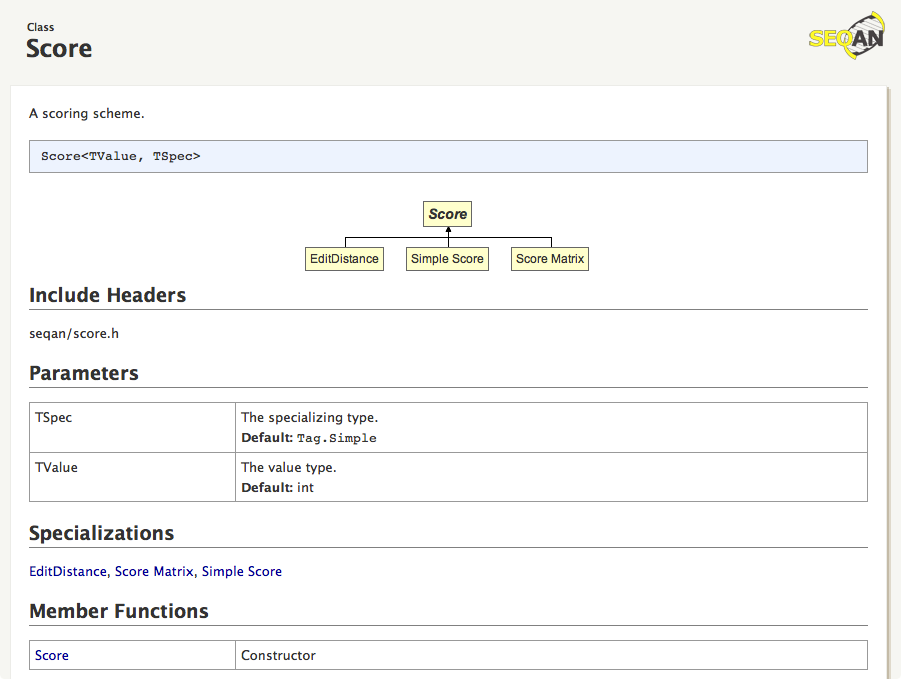 Class
Score
SEQAN
A scoring scheme.
Score<TValue, TSpec>
Score
EditDistance Simple Score Score Matrix
Include Headers
seqan/score.h
Parameters
TSpec The specializing type.
Default: Tag.Simple
TValue The value type.
Default: int
Specializations
EditDistance, Score Matrix, Simple Score
Member Functions
Score Constructor